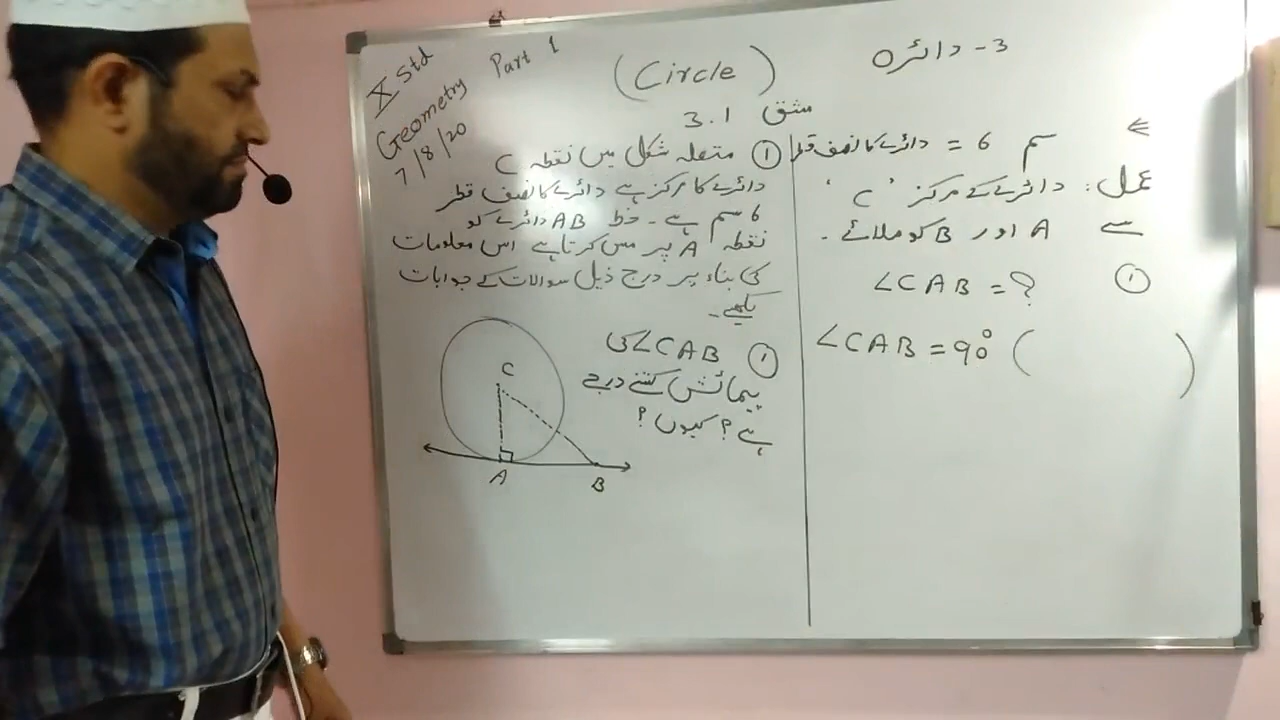 X Std
Geometry Part 1
7/8/20
(Circle)
3- دائرہ
مشق 3.1
① متصلہ شکل میں نقطہ C
دائرے کا مرکز ہے دائرے کا نصف قطر
6 سم ہے۔ خط AB دائرے کو
نقطہ A پر مس کرتا ہے اس معلومات
کی بناء پر درج ذیل سوالات کے جوابات
لکھیے۔
① ∠CAB کی
پیمائش کتنے درجے
ہے؟ کیوں؟
C
A
B
⇐
سم 6 = دائرے کا نصف قطر
عمل: دائرے کے مرکز 'C'
سے A اور B کو ملائے۔
① ∠CAB = ?
∠CAB = 90° ( )